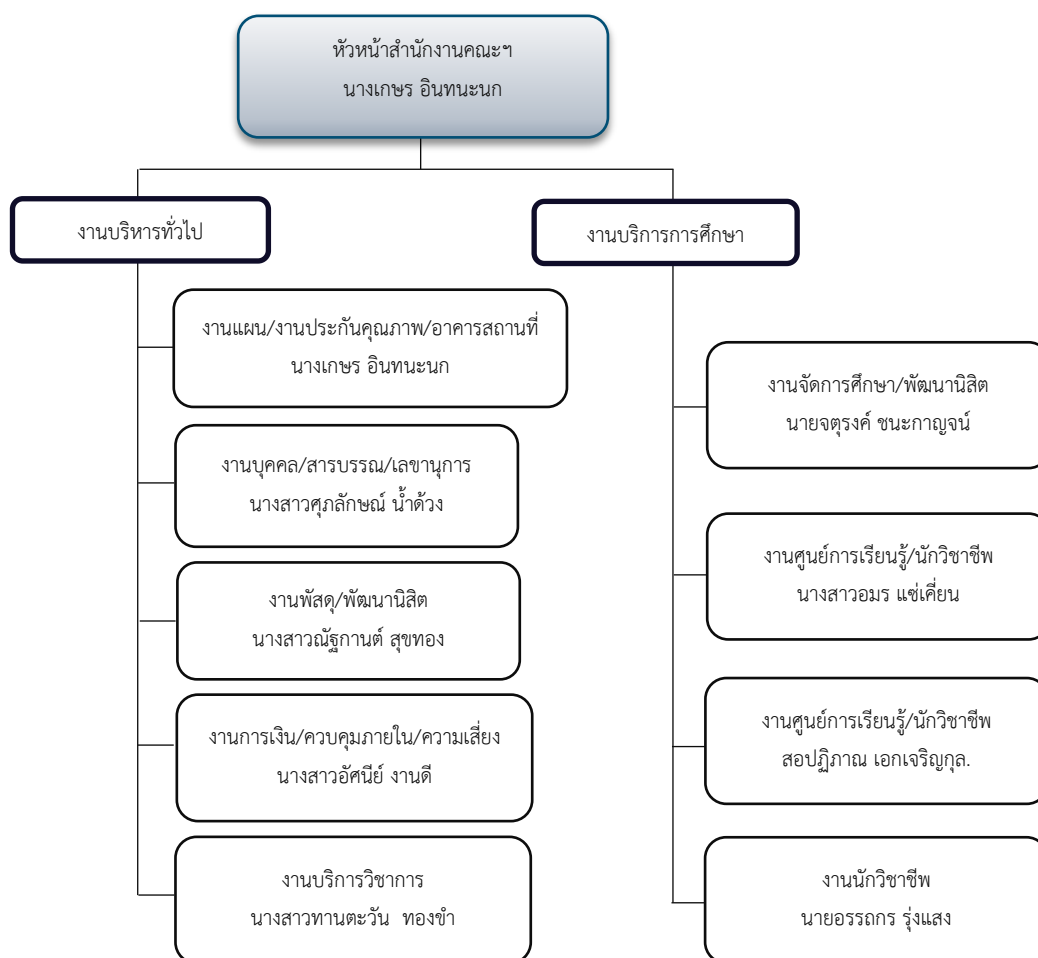 หัวหน้าสำนักงานคณะฯ
นางเกษร อินทนะนก
งานบริหารทั่วไป
งานแผน/งานประกันคุณภาพ/อาคารสถานที่
นางเกษร อินทนะนก
งานบุคคล/สารบรรณ/เลขานุการ
นางสาวศุภลักษณ์ น้ำด้วง
งานพัสดุ/พัฒนานิสิต
นางสาวณัฐกานต์ สุขทอง
งานการเงิน/ควบคุมภายใน/ความเสี่ยง
นางสาวอัศนีย์ งานดี
งานบริการวิชาการ
นางสาวทานตะวัน ทองขำ
งานบริการการศึกษา
งานจัดการศึกษา/พัฒนานิสิต
นายจตุรงค์ ชนะกาญจน์
งานศูนย์การเรียนรู้/นักวิชาชีพ
นางสาวอมร แซ่เคี่ยน
งานศูนย์การเรียนรู้/นักวิชาชีพ
สอปฏิภาณ เอกเจริญกุล.
งานนักวิชาชีพ
นายอรรถกร รุ่งแสง